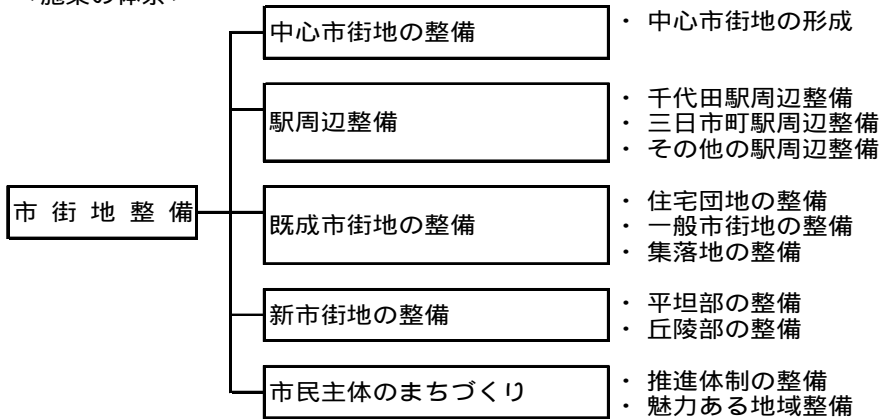 市 街 地 整 備
中心市街地の整備
・ 中心市街地の形成
駅周辺整備
・ 千代田駅周辺整備
・ 三日市町駅周辺整備
・ その他の駅周辺整備
既成市街地の整備
・ 住宅団地の整備
・ 一般市街地の整備
・ 集落地の整備
新市街地の整備
・ 平坦部の整備
・ 丘陵部の整備
市民主体のまちづくり
・ 推進体制の整備
・ 魅力ある地域整備